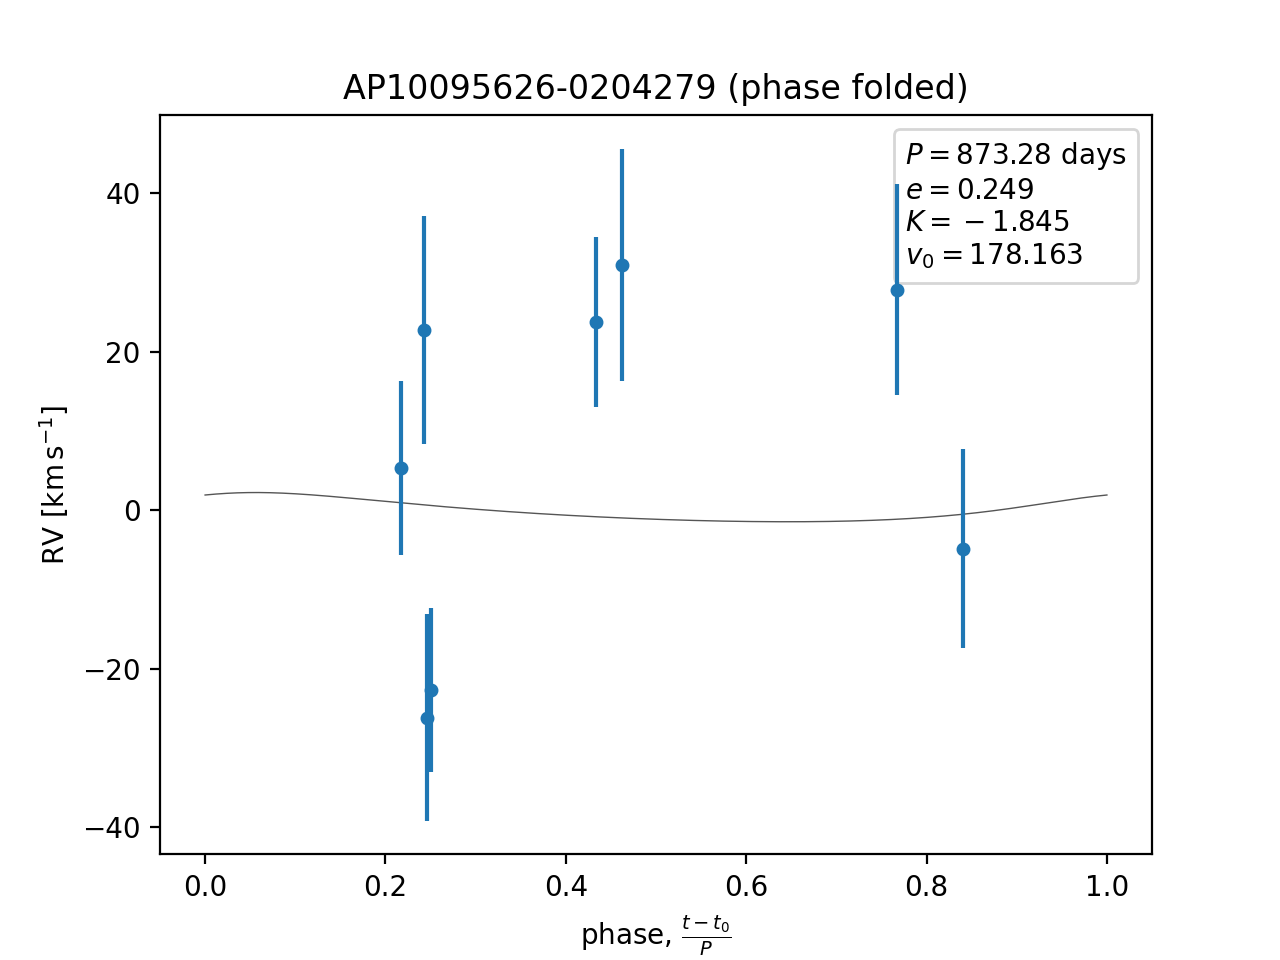 AP10095626-0204279 (phase folded)
P = 873.28 days
e = 0.249
K = −1.845
v₀ = 178.163
40
20
0
−20
−40
RV [km s⁻¹]
0.0 0.2 0.4 0.6 0.8 1.0
phase, (t − t₀)/P